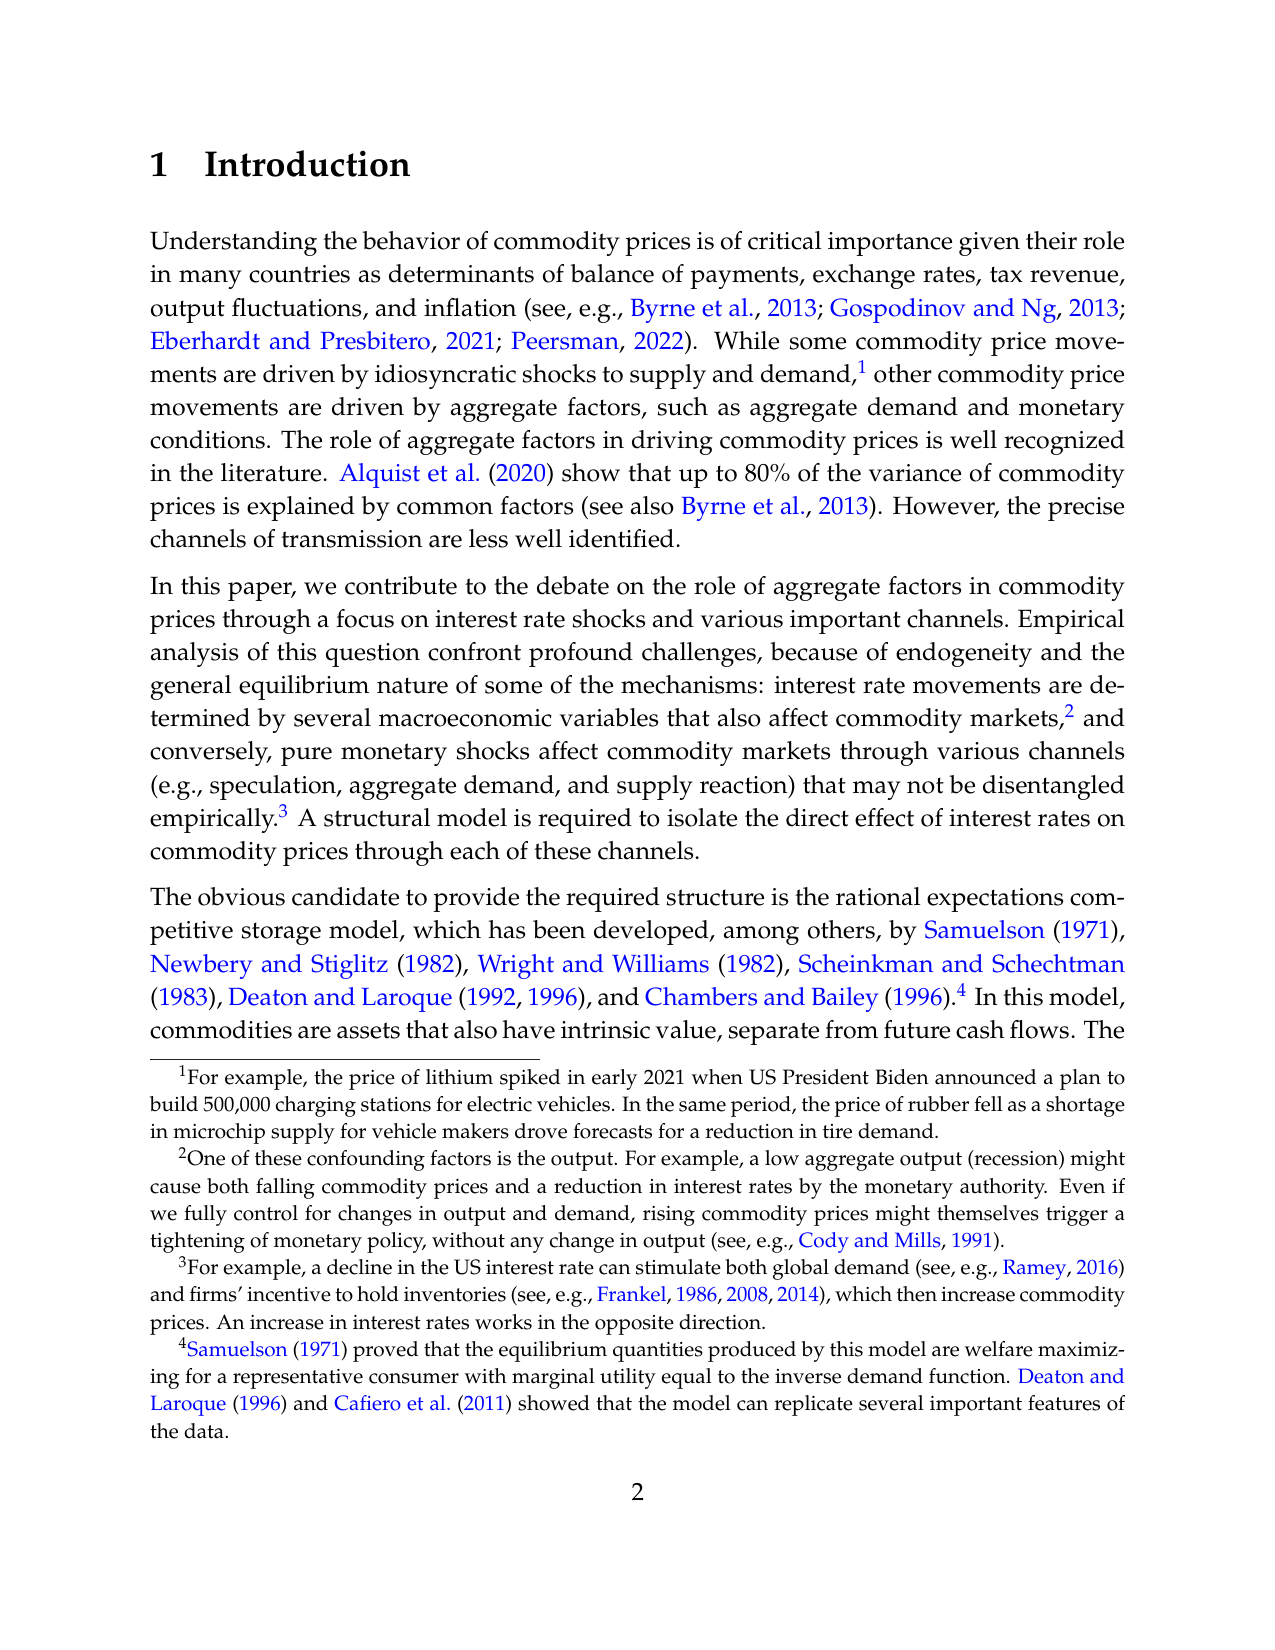 1 Introduction
Understanding the behavior of commodity prices is of critical importance given their role
in many countries as determinants of balance of payments, exchange rates, tax revenue,
output fluctuations, and inflation (see, e.g., Byrne et al., 2013; Gospodinov and Ng, 2013;
Eberhardt and Presbitero, 2021; Peersman, 2022). While some commodity price move-
ments are driven by idiosyncratic shocks to supply and demand,1 other commodity price
movements are driven by aggregate factors, such as aggregate demand and monetary
conditions. The role of aggregate factors in driving commodity prices is well recognized
in the literature. Alquist et al. (2020) show that up to 80% of the variance of commodity
prices is explained by common factors (see also Byrne et al., 2013). However, the precise
channels of transmission are less well identified.
In this paper, we contribute to the debate on the role of aggregate factors in commodity
prices through a focus on interest rate shocks and various important channels. Empirical
analysis of this question confront profound challenges, because of endogeneity and the
general equilibrium nature of some of the mechanisms: interest rate movements are de-
termined by several macroeconomic variables that also affect commodity markets,2 and
conversely, pure monetary shocks affect commodity markets through various channels
(e.g., speculation, aggregate demand, and supply reaction) that may not be disentangled
empirically.3 A structural model is required to isolate the direct effect of interest rates on
commodity prices through each of these channels.
The obvious candidate to provide the required structure is the rational expectations com-
petitive storage model, which has been developed, among others, by Samuelson (1971),
Newbery and Stiglitz (1982), Wright and Williams (1982), Scheinkman and Schechtman
(1983), Deaton and Laroque (1992, 1996), and Chambers and Bailey (1996).4 In this model,
commodities are assets that also have intrinsic value, separate from future cash flows. The
1For example, the price of lithium spiked in early 2021 when US President Biden announced a plan to
build 500,000 charging stations for electric vehicles. In the same period, the price of rubber fell as a shortage
in microchip supply for vehicle makers drove forecasts for a reduction in tire demand.
2One of these confounding factors is the output. For example, a low aggregate output (recession) might
cause both falling commodity prices and a reduction in interest rates by the monetary authority. Even if
we fully control for changes in output and demand, rising commodity prices might themselves trigger a
tightening of monetary policy, without any change in output (see, e.g., Cody and Mills, 1991).
3For example, a decline in the US interest rate can stimulate both global demand (see, e.g., Ramey, 2016)
and firms' incentive to hold inventories (see, e.g., Frankel, 1986, 2008, 2014), which then increase commodity
prices. An increase in interest rates works in the opposite direction.
4Samuelson (1971) proved that the equilibrium quantities produced by this model are welfare maximiz-
ing for a representative consumer with marginal utility equal to the inverse demand function. Deaton and
Laroque (1996) and Cafiero et al. (2011) showed that the model can replicate several important features of
the data.
2